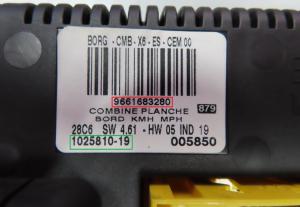 BORG - CMB - X6 - ES - CEM 00
9661683280
COMBINE PLANCHE 879
BORD KMH MPH
28C6 SW 4.61 - HW 05 IND 19
1025810-19 005850